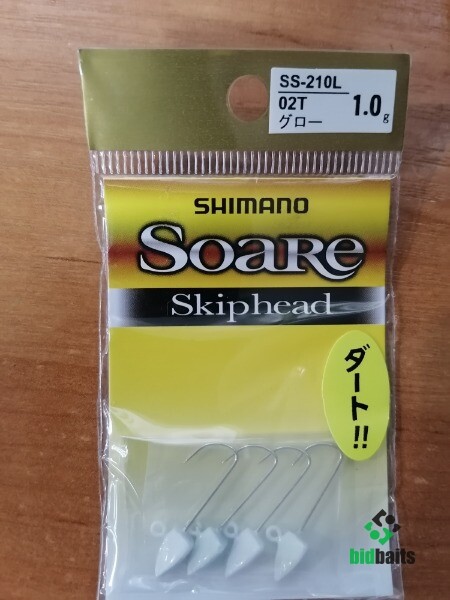 SS-210L
02T
グロー
1.0g
SHIMANO
SOARE
Skiphead
ダート!!
bidbaits